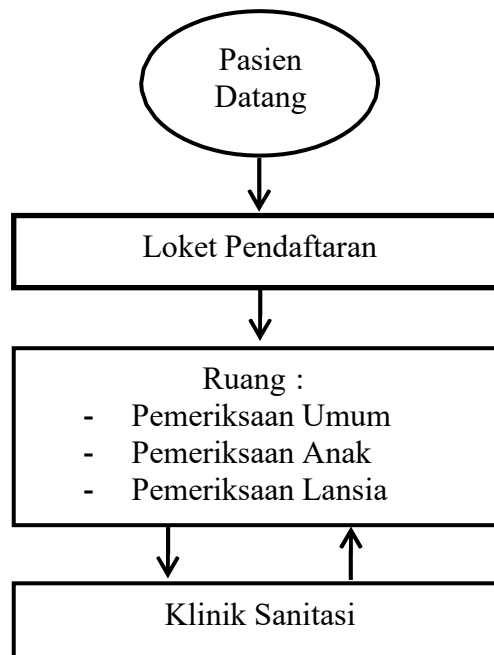 Pasien
Datang
Loket Pendaftaran
Ruang :
- Pemeriksaan Umum
- Pemeriksaan Anak
- Pemeriksaan Lansia
Klinik Sanitasi